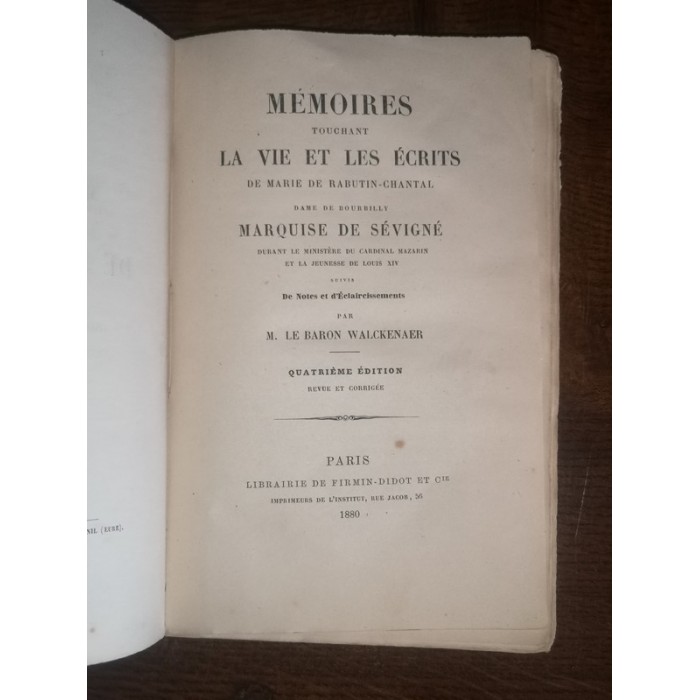 MÉMOIRES
TOUCHANT
LA VIE ET LES ÉCRITS
DE MARIE DE RABUTIN-CHANTAL
DAME DE BOURBILLY
MARQUISE DE SÉVIGNÉ
DURANT LE MINISTÈRE DU CARDINAL MAZARIN
ET LA JEUNESSE DE LOUIS XIV
SUIVIS
De Notes et d'Éclaircissements
PAR
M. LE BARON WALCKENAER
QUATRIÈME ÉDITION
REVUE ET CORRIGÉE
PARIS
LIBRAIRIE DE FIRMIN-DIDOT ET CIE
IMPRIMEURS DE L'INSTITUT, RUE JACOB, 56
1880
NIL (EURE).